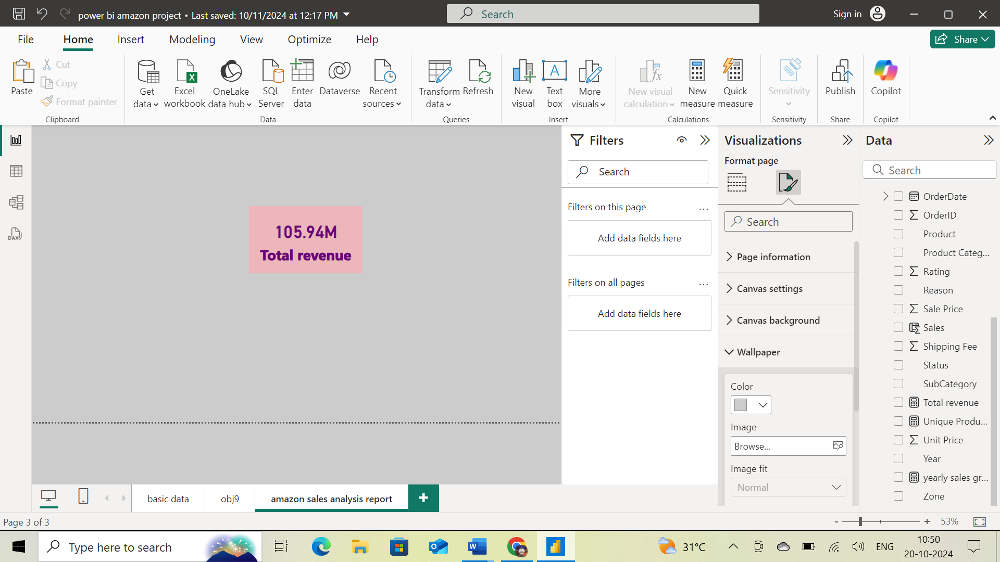 power bi amazon project • Last saved: 10/11/2024 at 12:17 PM
Search
Sign in
File
Home
Insert
Modeling
View
Optimize
Help
Share
Paste
Cut
Copy
Format painter
Clipboard
Get data
Excel workbook
OneLake data hub
SQL Server
Enter data
Dataverse
Recent sources
Data
Transform data
Refresh
Queries
New visual
A
Text box
More visuals
Insert
fx
New visual calculation
New measure
Quick measure
Calculations
Sensitivity
Sensitivity
Publish
Share
Copilot
Copilot
DAX
105.94M
Total revenue
Filters
Search
Filters on this page
...
Add data fields here
Filters on all pages
...
Add data fields here
Visualizations
Format page
Search
Page information
Canvas settings
Canvas background
Wallpaper
Color
Image
Browse...
Image fit
Normal
Data
Search
OrderDate
OrderID
Product
Product Categ...
Rating
Reason
Sale Price
Sales
Shipping Fee
Status
SubCategory
Total revenue
Unique Produ...
Unit Price
Year
yearly sales gr...
Zone
basic data
obj9
amazon sales analysis report
+
Page 3 of 3
- + 53%
Type here to search
31°C
ENG
10:50
20-10-2024